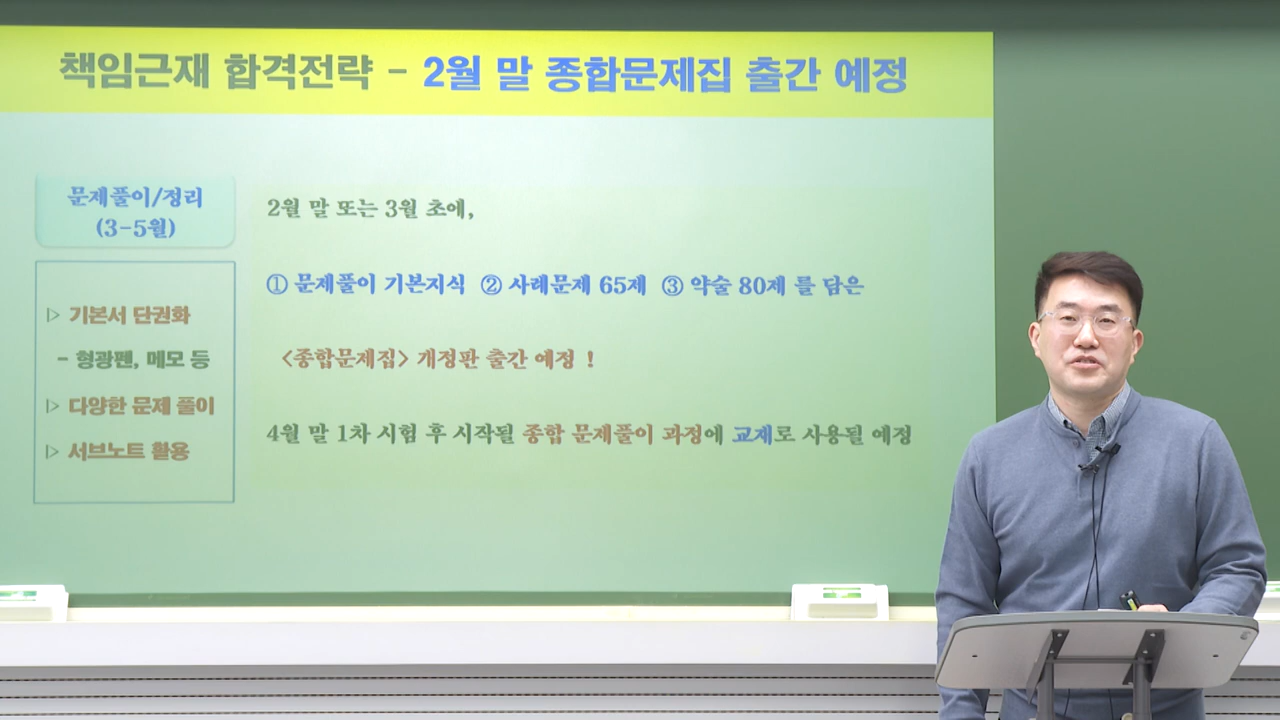 책임근재 합격전략 - 2월 말 종합문제집 출간 예정
문제풀이/정리
(3-5월)
▷ 기본서 단권화
- 형광펜, 메모 등
▷ 다양한 문제 풀이
▷ 서브노트 활용
2월 말 또는 3월 초에,
① 문제풀이 기본지식 ② 사례문제 65제 ③ 약술 80제 를 담은
<종합문제집> 개정판 출간 예정 !
4월 말 1차 시험 후 시작될 종합 문제풀이 과정에 교재로 사용될 예정